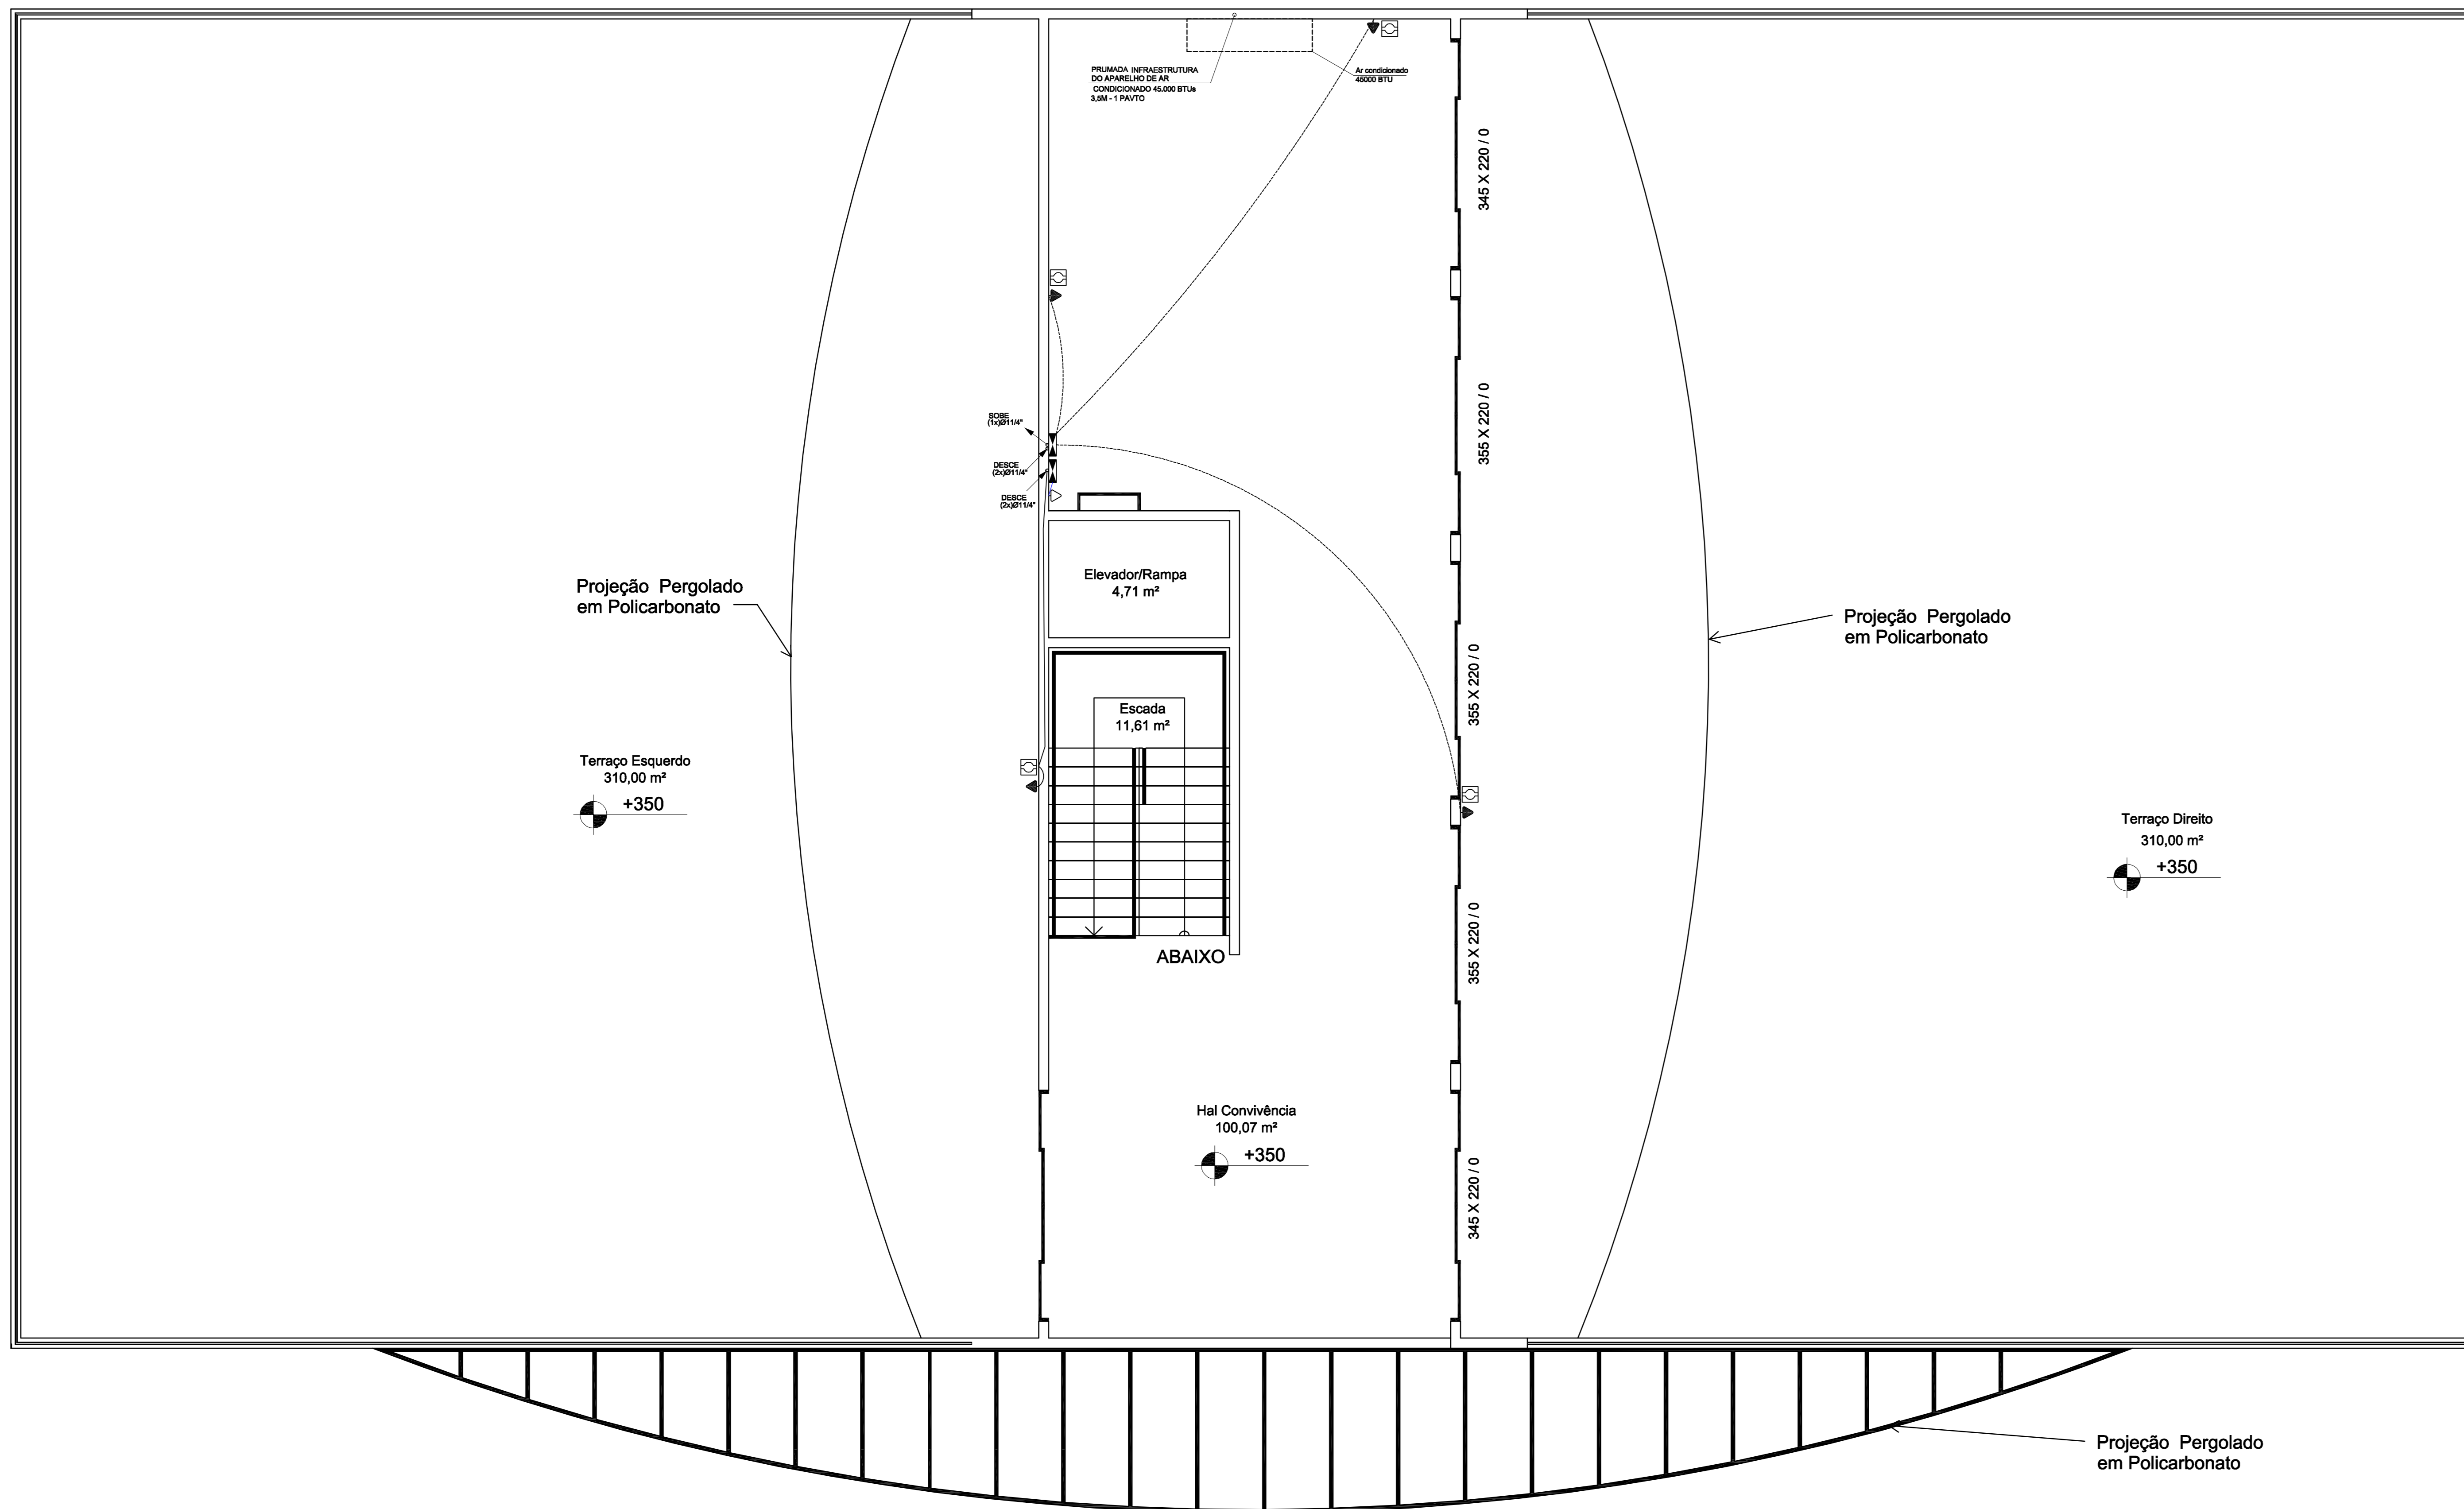 PRUMADA INFRAESTRUTURA
DO APARELHO DE AR
CONDICIONADO 45.000 BTUs
3,5M - 1 PAVTO
Ar condicionado
45000 BTU
345 X 220 / 0
355 X 220 / 0
SOBE
(1x)Ø11/4"
DESCE
(2x)Ø11/4"
DESCE
(2x)Ø11/4"
Elevador/Rampa
4,71 m²
Projeção Pergolado
em Policarbonato
Projeção Pergolado
em Policarbonato
355 X 220 / 0
Escada
11,61 m²
Terraço Esquerdo
310,00 m²
+350
Terraço Direito
310,00 m²
+350
355 X 220 / 0
ABAIXO
Hal Convivência
100,07 m²
+350
345 X 220 / 0
Projeção Pergolado
em Policarbonato